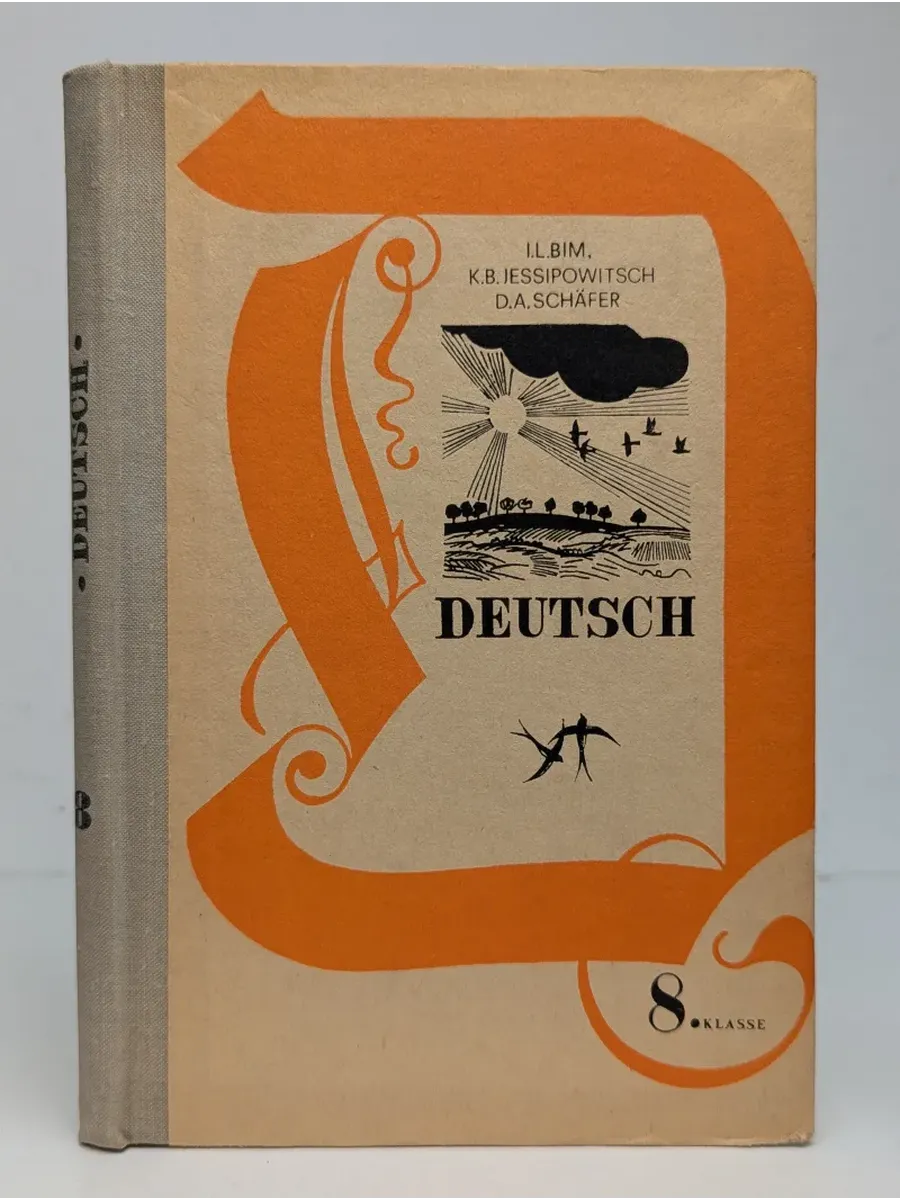 I.L.BIM,
K.B.JESSIPOWITSCH
D.A.SCHÄFER
DEUTSCH
8.KLASSE
•DEUTSCH•
8